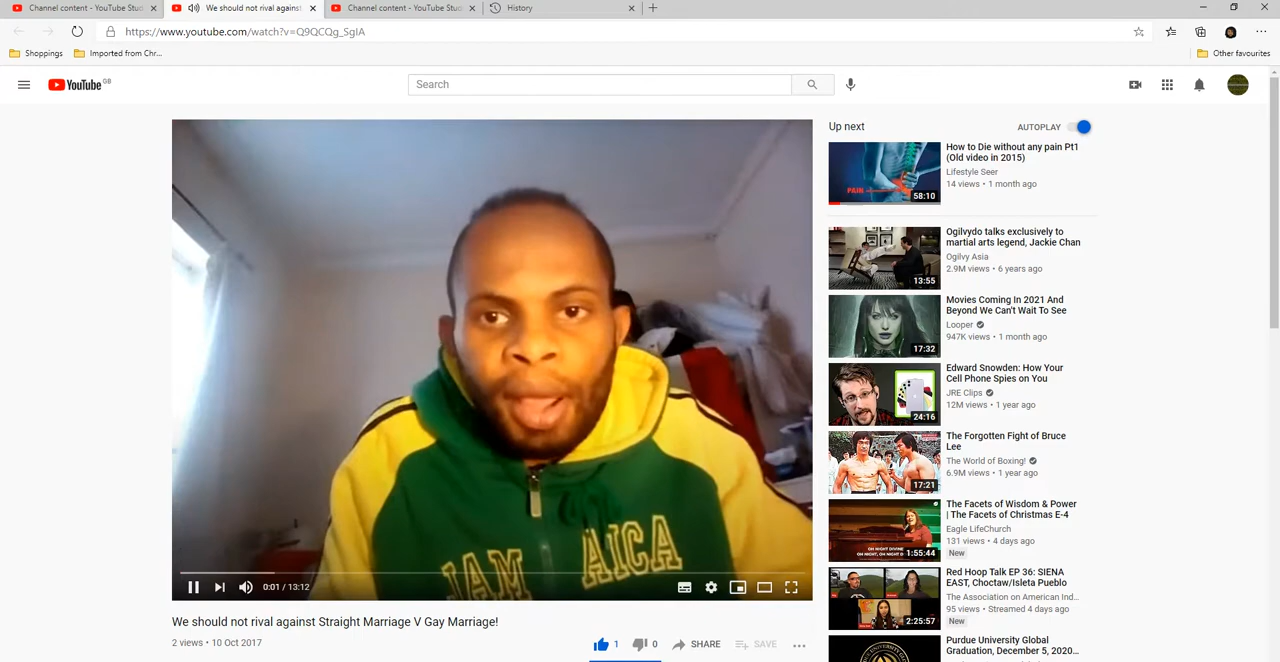 Channel content - YouTube Stud
We should not rival against
Channel content - YouTube Stud
History
https://www.youtube.com/watch?v=Q9QCQg_SgIA
Shoppings
Imported from Chr...
Other favourites
YouTube GB
Search
AICA
0:01 / 13:12
We should not rival against Straight Marriage V Gay Marriage!
2 views • 10 Oct 2017
1
0
SHARE
SAVE
Up next
AUTOPLAY
PAIN
58:10
How to Die without any pain Pt1
(Old video in 2015)
Lifestyle Seer
14 views • 1 month ago
13:55
Ogilvydo talks exclusively to
martial arts legend, Jackie Chan
Ogilvy Asia
2.9M views • 6 years ago
17:32
Movies Coming In 2021 And
Beyond We Can't Wait To See
Looper
947K views • 1 month ago
24:16
Edward Snowden: How Your
Cell Phone Spies on You
JRE Clips
12M views • 1 year ago
17:21
The Forgotten Fight of Bruce
Lee
The World of Boxing!
6.9M views • 1 year ago
1:55:44
The Facets of Wisdom & Power
| The Facets of Christmas E-4
Eagle LifeChurch
131 views • 4 days ago
New
2:25:57
Red Hoop Talk EP 36: SIENA
EAST, Choctaw/Isleta Pueblo
The Association on American Ind...
95 views • Streamed 4 days ago
New
Purdue University Global
Graduation, December 5, 2020...